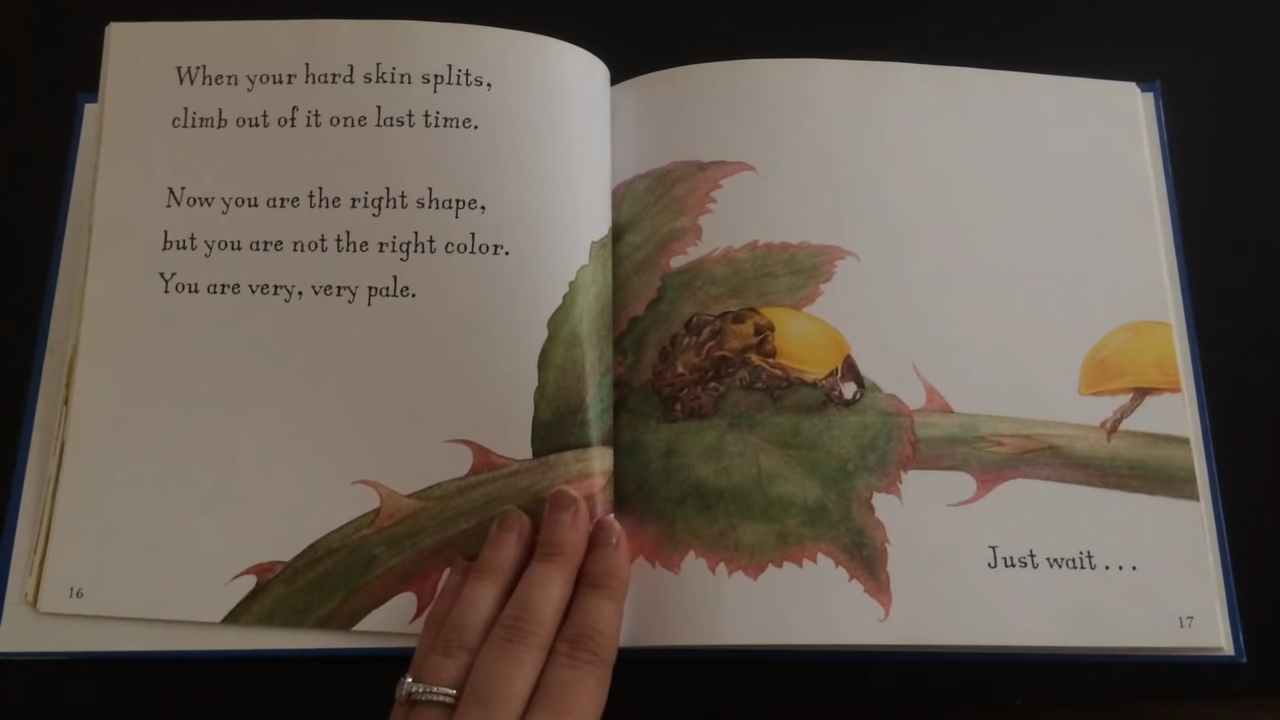 When your hard skin splits,
climb out of it one last time.
Now you are the right shape,
but you are not the right color.
You are very, very pale.
16
Just wait . . .
17